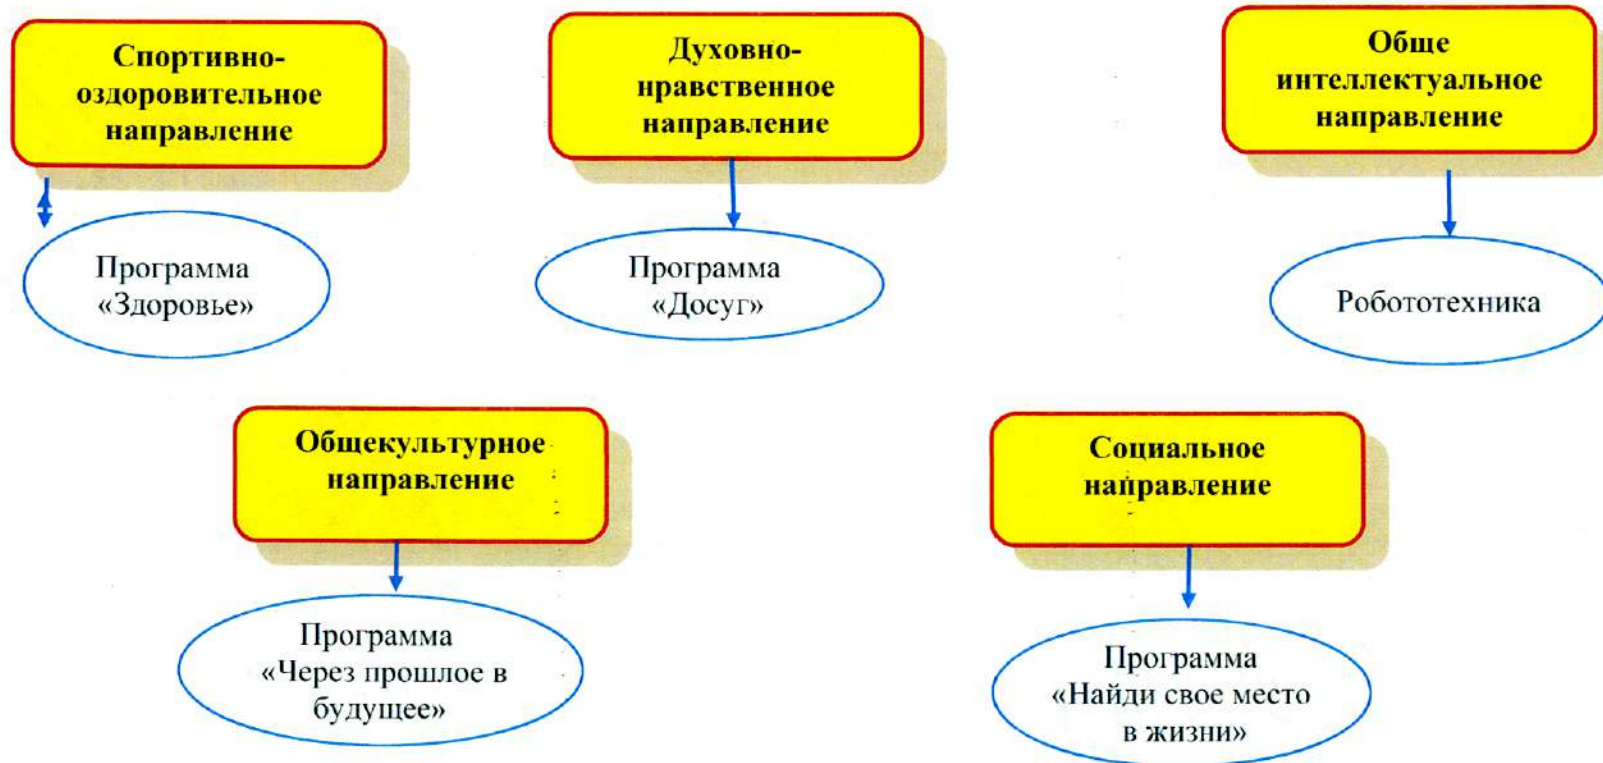 Спортивно-
оздоровительное
направление
Духовно-
нравственное
направление
Обще
интеллектуальное
направление
Программа
«Здоровье»
Программа
«Досуг»
Робототехника
Общекультурное
направление
Социальное
направление
Программа
«Через прошлое в
будущее»
Программа
«Найди свое место
в жизни»